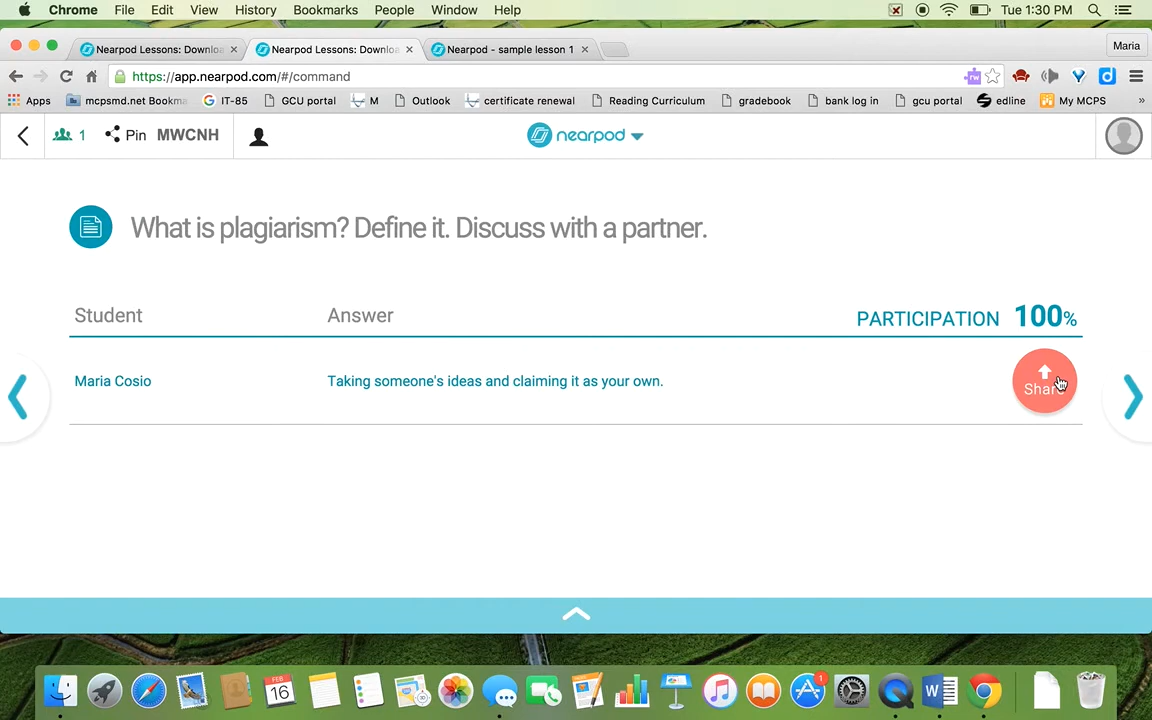 Chrome File Edit View History Bookmarks People Window Help Tue 1:30 PM
Nearpod Lessons: Downloa Nearpod Lessons: Downloa Nearpod - sample lesson 1 Maria
https://app.nearpod.com/#/command
Apps mcpsmd.net Bookma IT-85 GCU portal M Outlook certificate renewal Reading Curriculum gradebook bank log in gcu portal edline My MCPS »
1 Pin MWCNH nearpod
What is plagiarism? Define it. Discuss with a partner.
Student Answer PARTICIPATION 100%
Maria Cosio Taking someone's ideas and claiming it as your own. Share
FEB
16
1